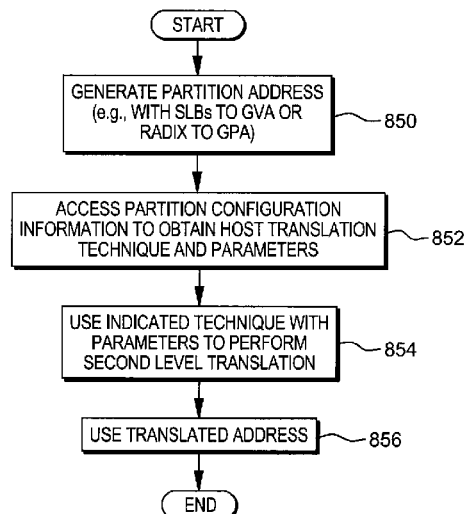 START
GENERATE PARTITION ADDRESS
(e.g., WITH SLBs TO GVA OR
RADIX TO GPA)
850
ACCESS PARTITION CONFIGURATION
INFORMATION TO OBTAIN HOST TRANSLATION
TECHNIQUE AND PARAMETERS
852
USE INDICATED TECHNIQUE WITH
PARAMETERS TO PERFORM
SECOND LEVEL TRANSLATION
854
USE TRANSLATED ADDRESS
856
END